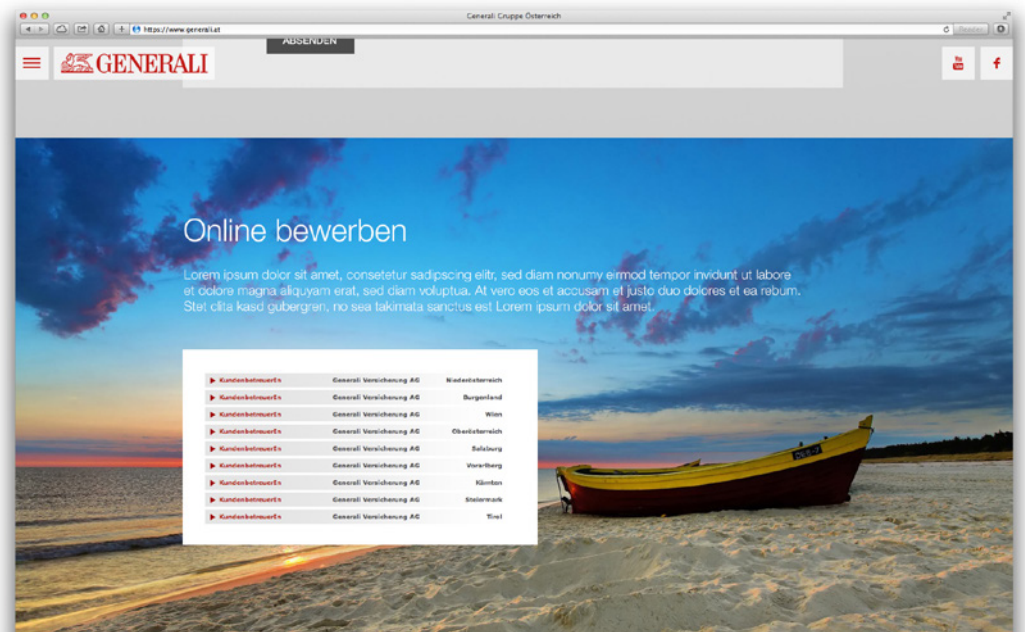 Generali Gruppe Österreich
https://www.generali.at
Reader
ABSENDEN
GENERALI
You Tube
f
Online bewerben
Lorem ipsum dolor sit amet, consetetur sadipscing elitr, sed diam nonumy eirmod tempor invidunt ut labore
et dolore magna aliquyam erat, sed diam voluptua. At vero eos et accusam et justo duo dolores et ea rebum.
Stet clita kasd gubergren, no sea takimata sanctus est Lorem ipsum dolor sit amet.
KundenbetreuerIn Generali Versicherung AG Niederösterreich
KundenbetreuerIn Generali Versicherung AG Burgenland
KundenbetreuerIn Generali Versicherung AG Wien
KundenbetreuerIn Generali Versicherung AG Oberösterreich
KundenbetreuerIn Generali Versicherung AG Salzburg
KundenbetreuerIn Generali Versicherung AG Vorarlberg
KundenbetreuerIn Generali Versicherung AG Kärnten
KundenbetreuerIn Generali Versicherung AG Steiermark
KundenbetreuerIn Generali Versicherung AG Tirol